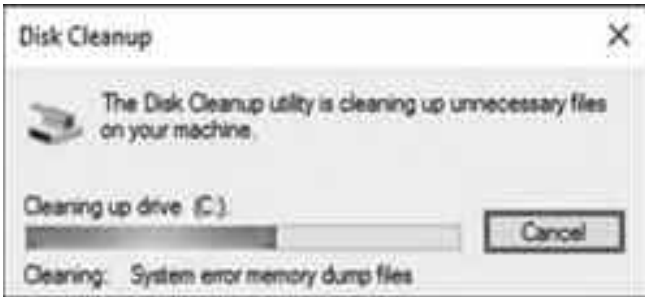 Disk Cleanup
The Disk Cleanup utility is cleaning up unnecessary files
on your machine.
Cleaning up drive (C:).
Cancel
Cleaning: System error memory dump files